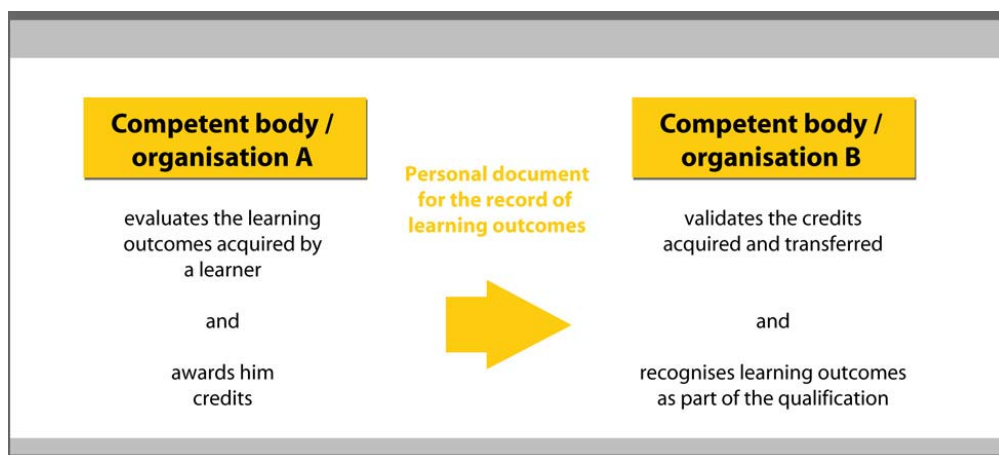 Competent body /
organisation A
evaluates the learning
outcomes acquired by
a learner
and
awards him
credits
Personal document
for the record of
learning outcomes
Competent body /
organisation B
validates the credits
acquired and transferred
and
recognises learning outcomes
as part of the qualification